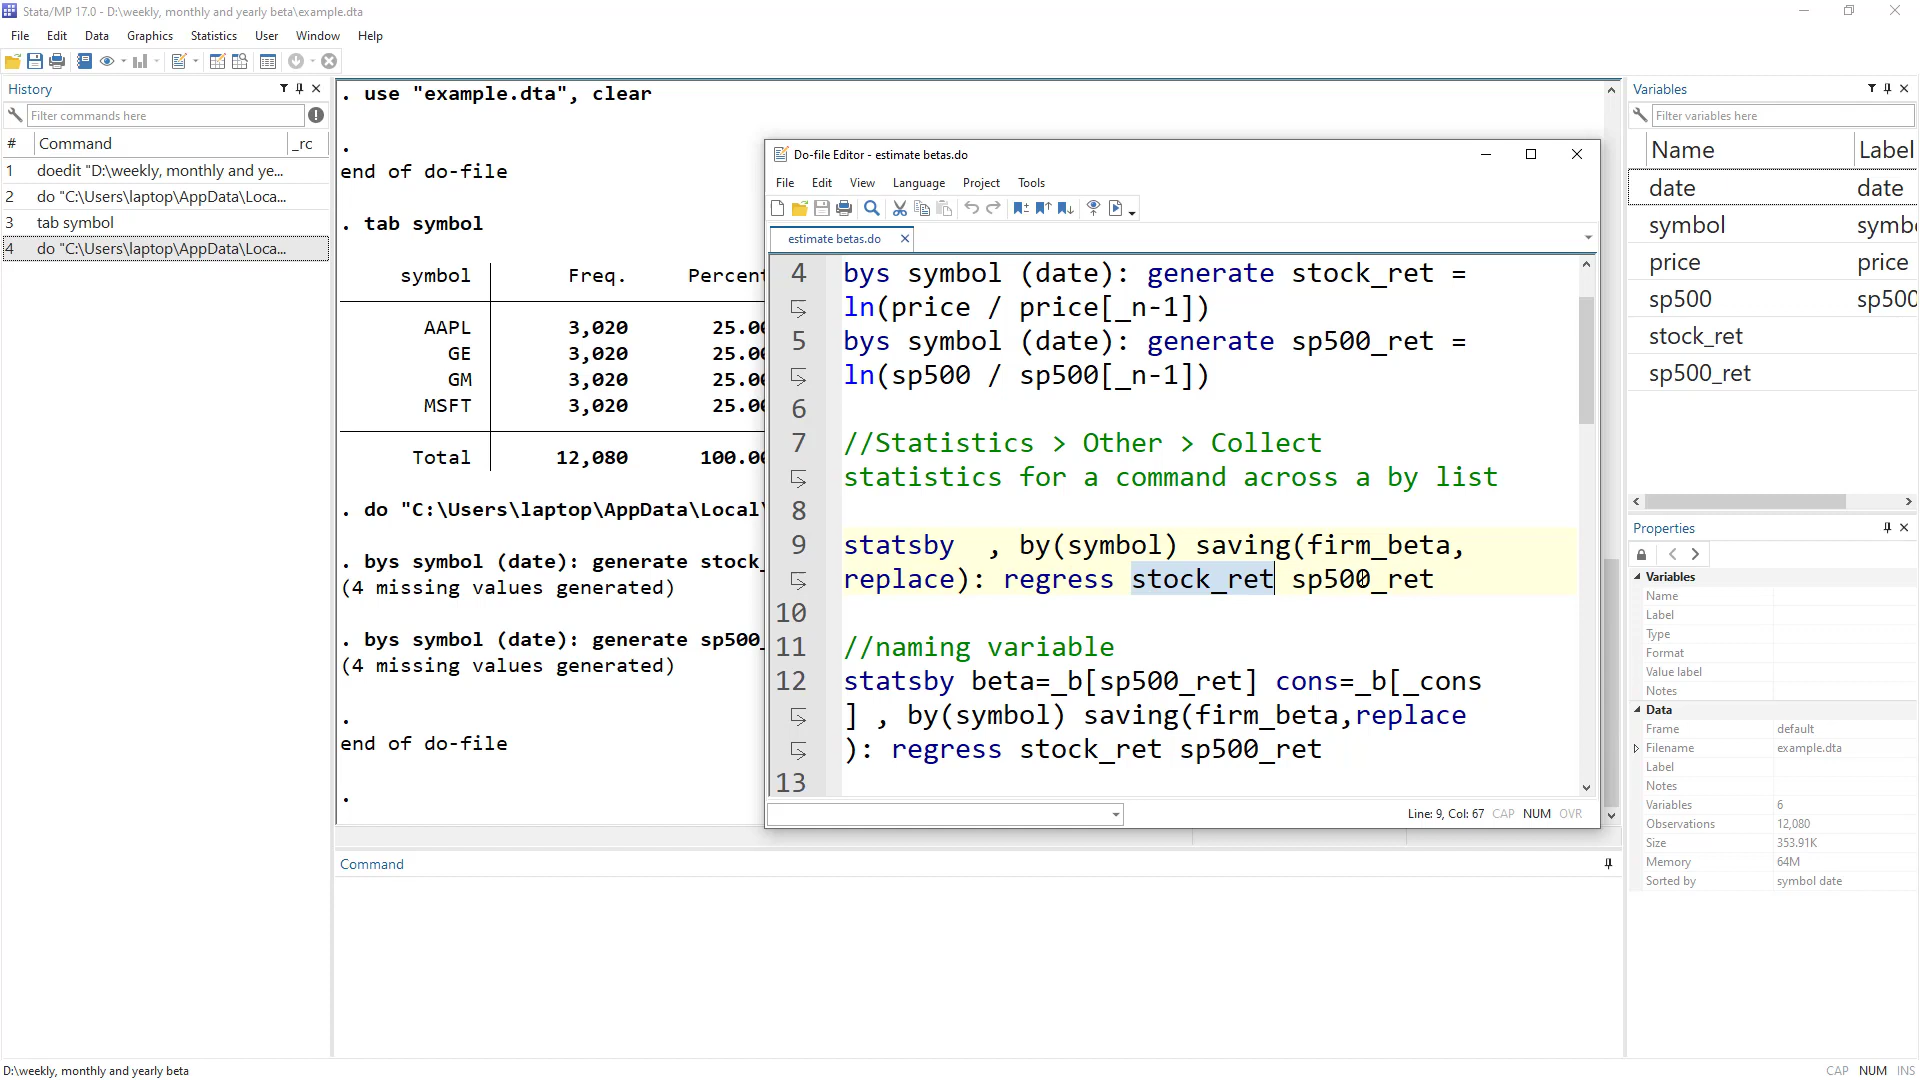 Stata/MP 17.0 - D:\weekly, monthly and yearly beta\example.dta
File Edit Data Graphics Statistics User Window Help
History
Filter commands here
# Command _rc
1 doedit "D:\weekly, monthly and ye...
2 do "C:\Users\laptop\AppData\Loca...
3 tab symbol
4 do "C:\Users\laptop\AppData\Loca...
. use "example.dta", clear
.
end of do-file
. tab symbol
symbol Freq. Percent
AAPL 3,020 25.00
GE 3,020 25.00
GM 3,020 25.00
MSFT 3,020 25.00
Total 12,080 100.00
. do "C:\Users\laptop\AppData\Local\
. bys symbol (date): generate stock_
(4 missing values generated)
. bys symbol (date): generate sp500_
(4 missing values generated)
.
end of do-file
.
Do-file Editor - estimate betas.do
File Edit View Language Project Tools
estimate betas.do
4 bys symbol (date): generate stock_ret =
ln(price / price[_n-1])
5 bys symbol (date): generate sp500_ret =
ln(sp500 / sp500[_n-1])
6
7 //Statistics > Other > Collect
statistics for a command across a by list
8
9 statsby  , by(symbol) saving(firm_beta,
replace): regress stock_ret sp500_ret
10
11 //naming variable
12 statsby beta=_b[sp500_ret] cons=_b[_cons
] , by(symbol) saving(firm_beta,replace
): regress stock_ret sp500_ret
13
Line: 9, Col: 67 CAP NUM OVR
Command
Variables
Filter variables here
Name Label
date date
symbol symbo
price price
sp500 sp500
stock_ret
sp500_ret
Properties
Variables
Name
Label
Type
Format
Value label
Notes
Data
Frame default
Filename example.dta
Label
Notes
Variables 6
Observations 12,080
Size 353.91K
Memory 64M
Sorted by symbol date
D:\weekly, monthly and yearly beta
CAP NUM INS